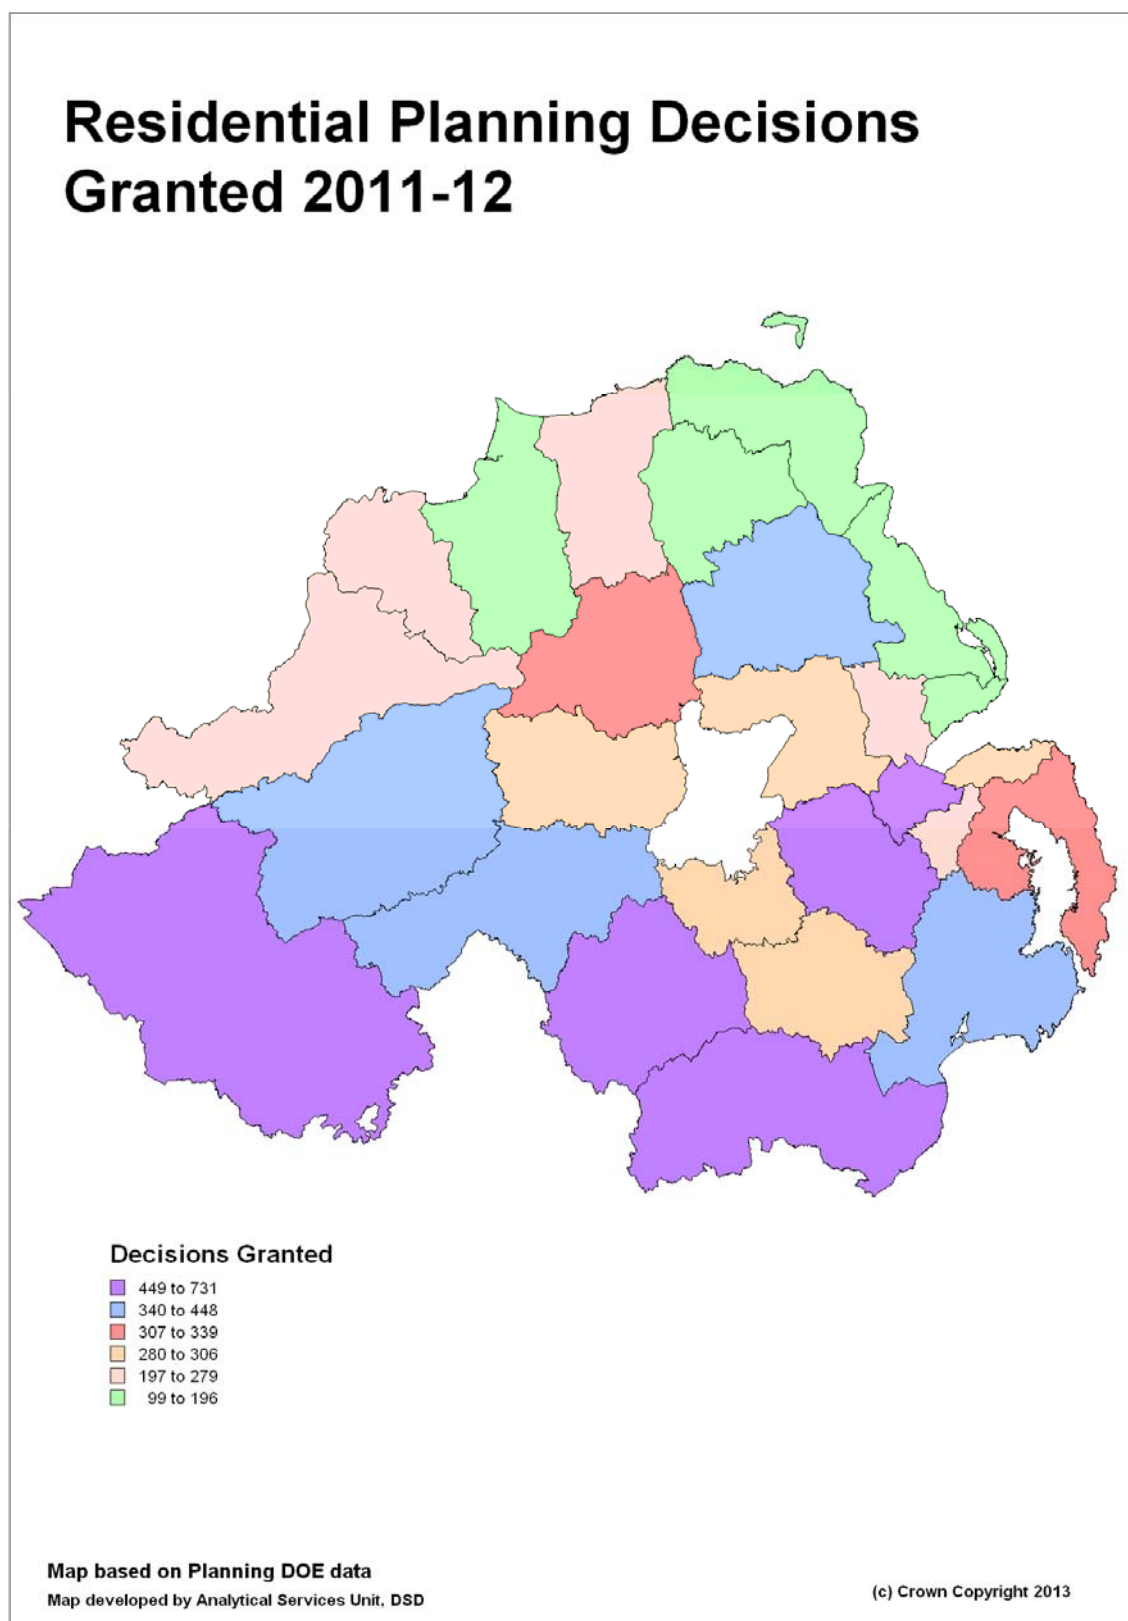 Residential Planning Decisions
Granted 2011-12
Decisions Granted
449 to 731
340 to 448
307 to 339
280 to 306
197 to 279
99 to 196
Map based on Planning DOE data
Map developed by Analytical Services Unit, DSD
(c) Crown Copyright 2013